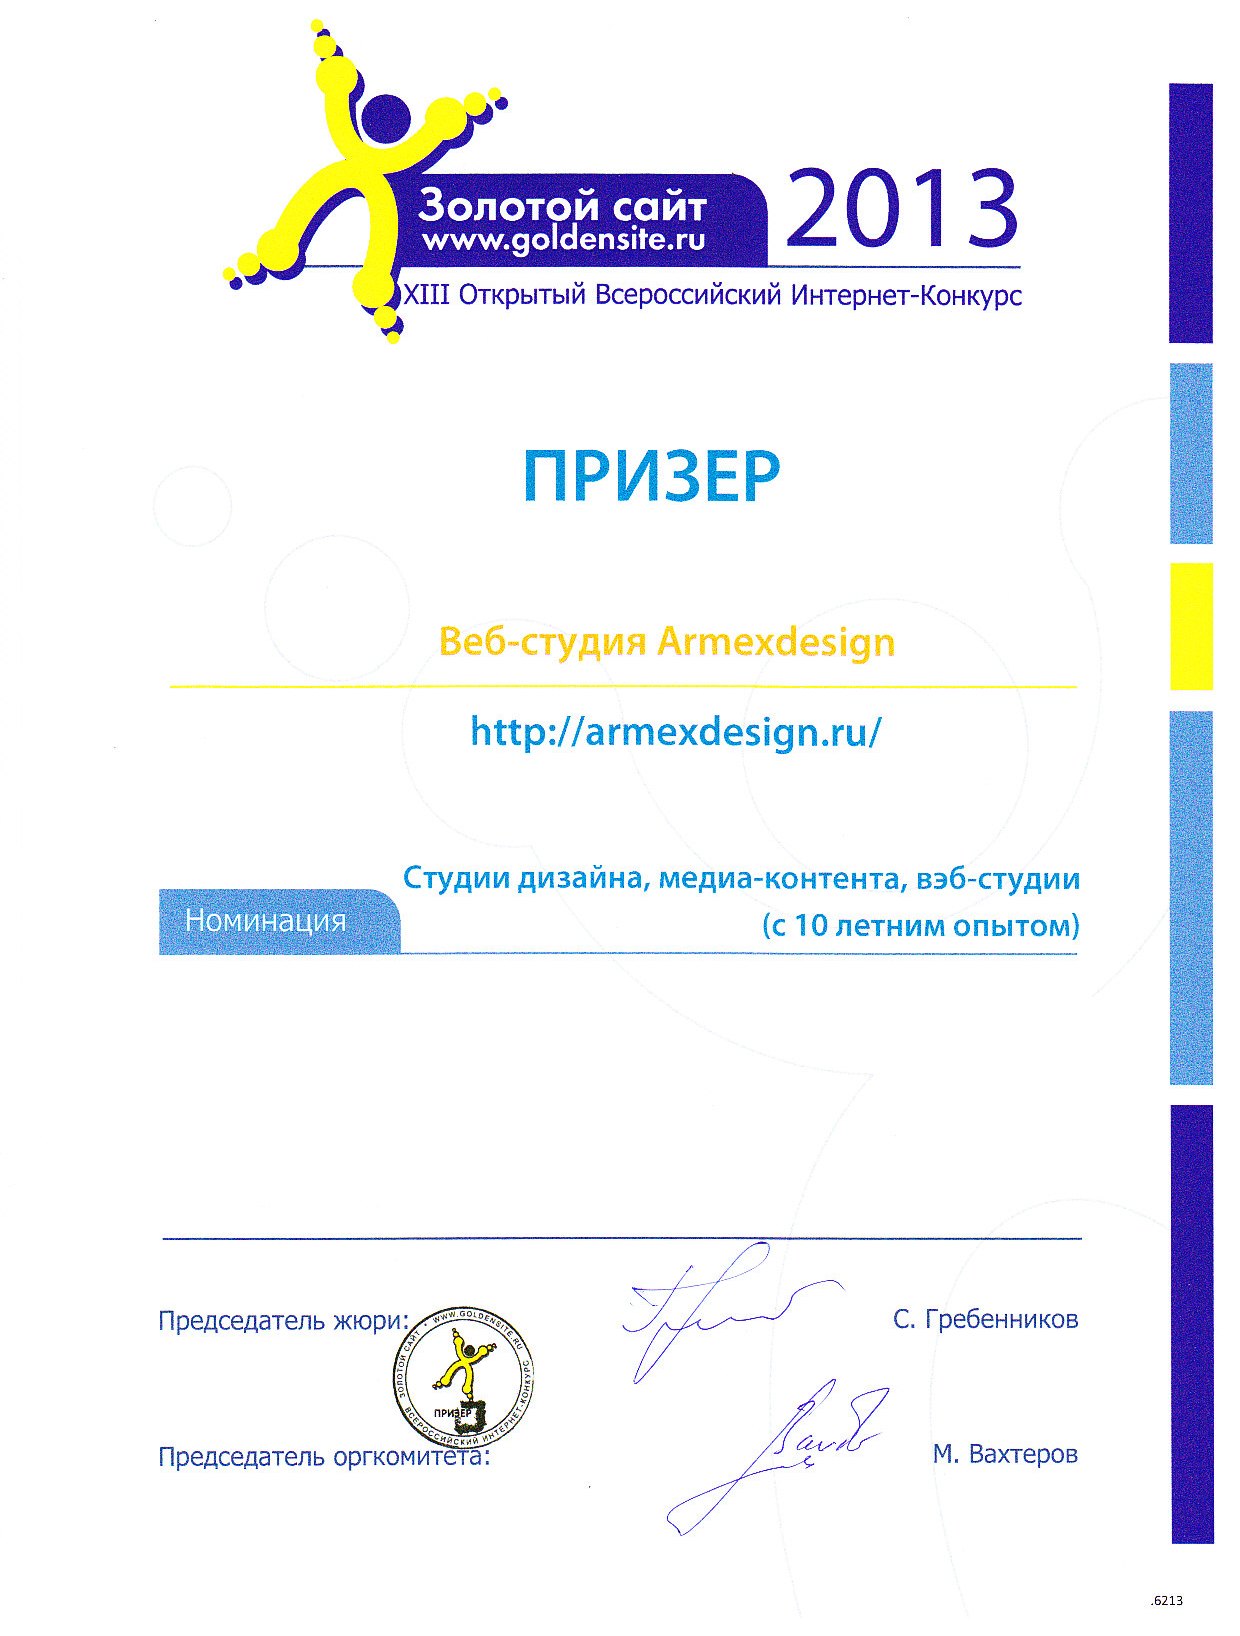 Золотой сайт
www.goldensite.ru
2013
XIII Открытый Всероссийский Интернет-Конкурс
ПРИЗЕР
Веб-студия Armexdesign
http://armexdesign.ru/
Номинация
Студии дизайна, медиа-контента, вэб-студии
(с 10 летним опытом)
Председатель жюри:
С. Гребенников
ЗОЛОТОЙ САЙТ • WWW.GOLDENSITE.RU
ВСЕРОССИЙСКИЙ ИНТЕРНЕТ-КОНКУРС
ПРИЗЕР
Председатель оргкомитета:
М. Вахтеров
.6213